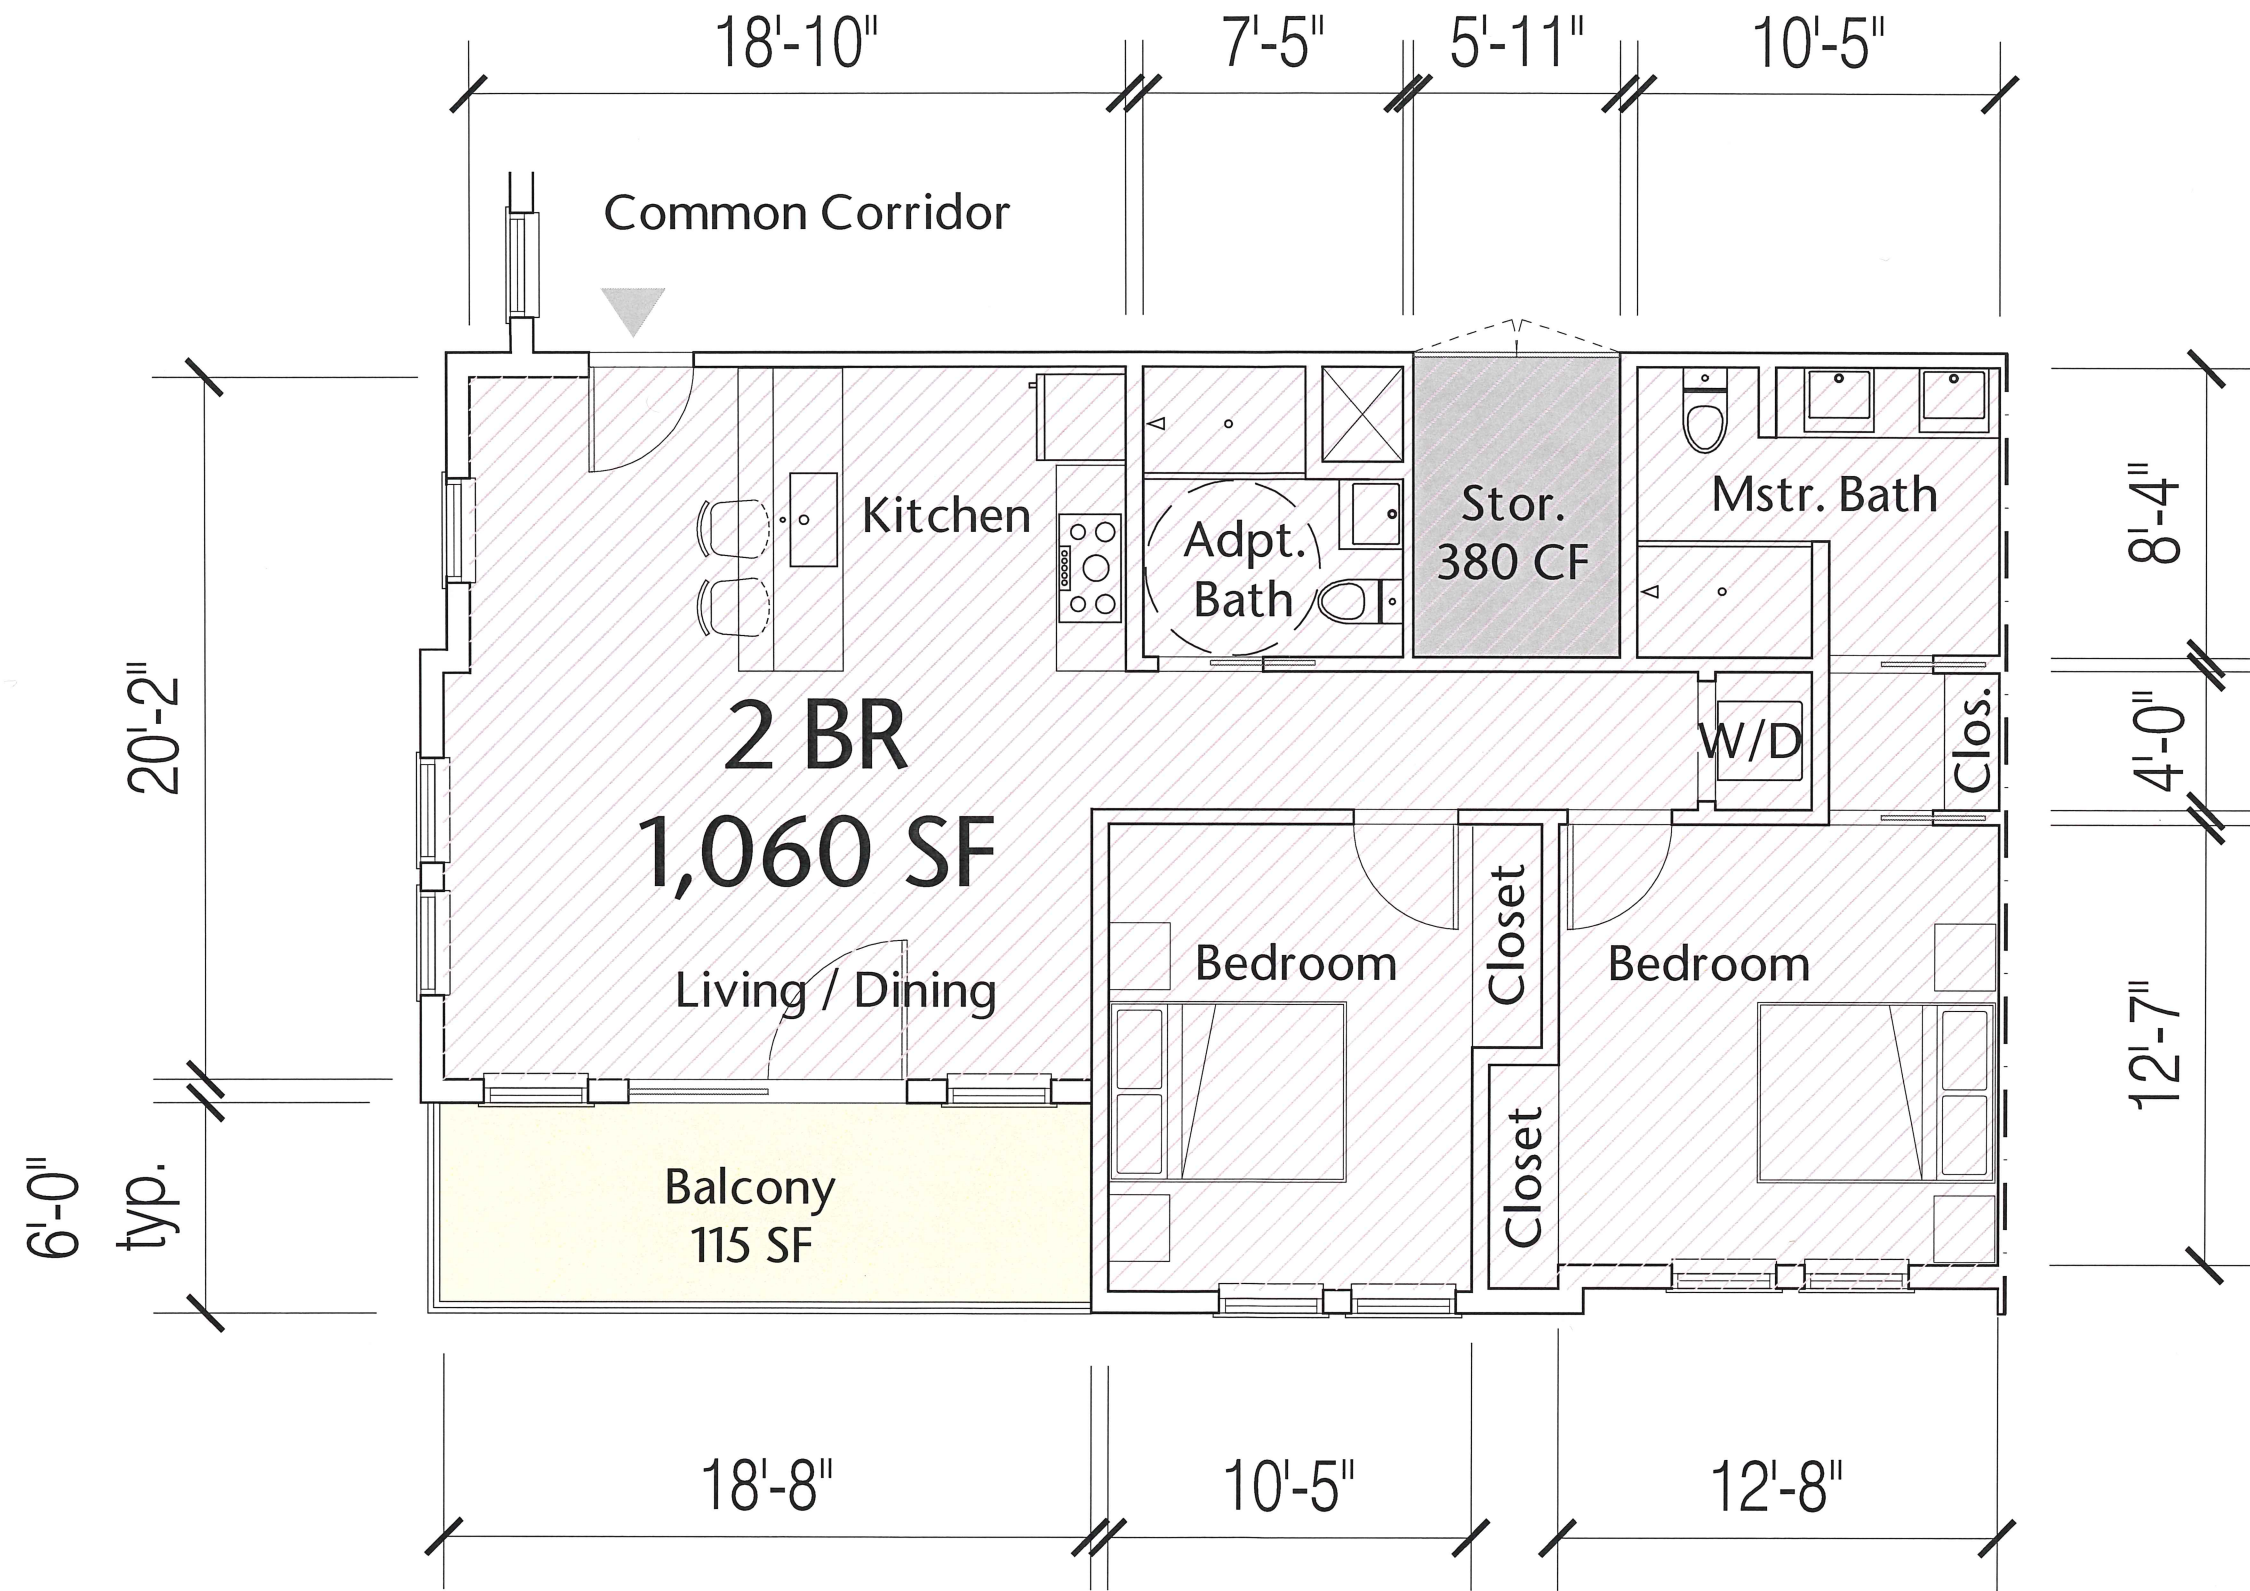 18'-10"
7'-5"
5'-11"
10'-5"
Common Corridor
Kitchen
Adpt.
Bath
Stor.
380 CF
Mstr. Bath
8'-4"
20'-2"
2 BR
1,060 SF
W/D
Clos.
4'-0"
Living / Dining
Bedroom
Closet
Bedroom
12'-7"
Closet
Balcony
115 SF
6'-0"
typ.
18'-8"
10'-5"
12'-8"